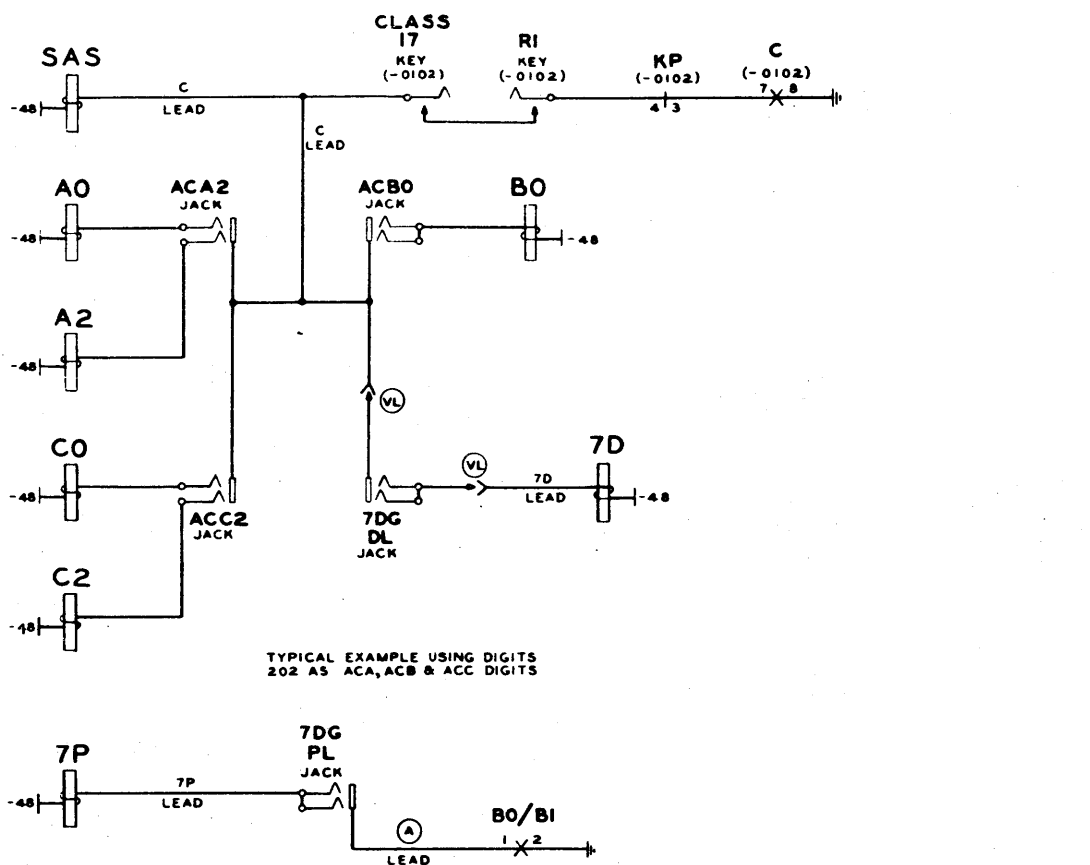 CLASS
17
KEY
(-0102)
R1
KEY
(-0102)
KP
(-0102)
4 3
C
(-0102)
7 8
SAS
-48
C
LEAD
C
LEAD
A0
-48
ACA2
JACK
ACB0
JACK
B0
-48
A2
-48
VL
C0
-48
ACC2
JACK
7DG
DL
JACK
VL
7D
LEAD
7D
-48
C2
-48
TYPICAL EXAMPLE USING DIGITS
202 AS ACA, ACB & ACC DIGITS
7P
-48
7P
LEAD
7DG
PL
JACK
A
LEAD
B0/B1
1 2